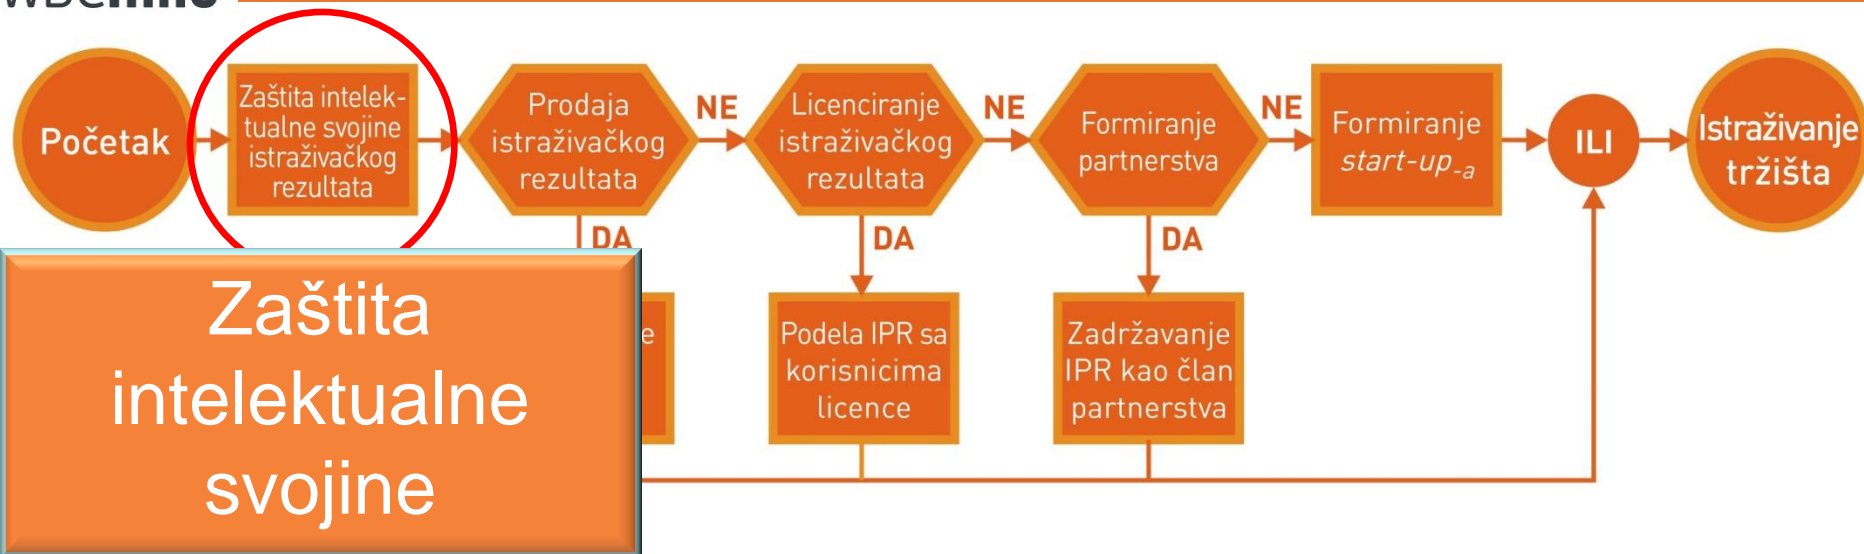 Početak
Zaštita intelek-
tualne svojine
istraživačkog
rezultata
Prodaja
istraživačkog
rezultata
NE
Licenciranje
istraživačkog
rezultata
NE
Formiranje
partnerstva
NE
Formiranje
start-up-a
ILI
Istraživanje
tržišta
DA
DA
DA
Zaštita
intelektualne
svojine
e
Podela IPR sa
korisnicima
licence
Zadržavanje
IPR kao član
partnerstva